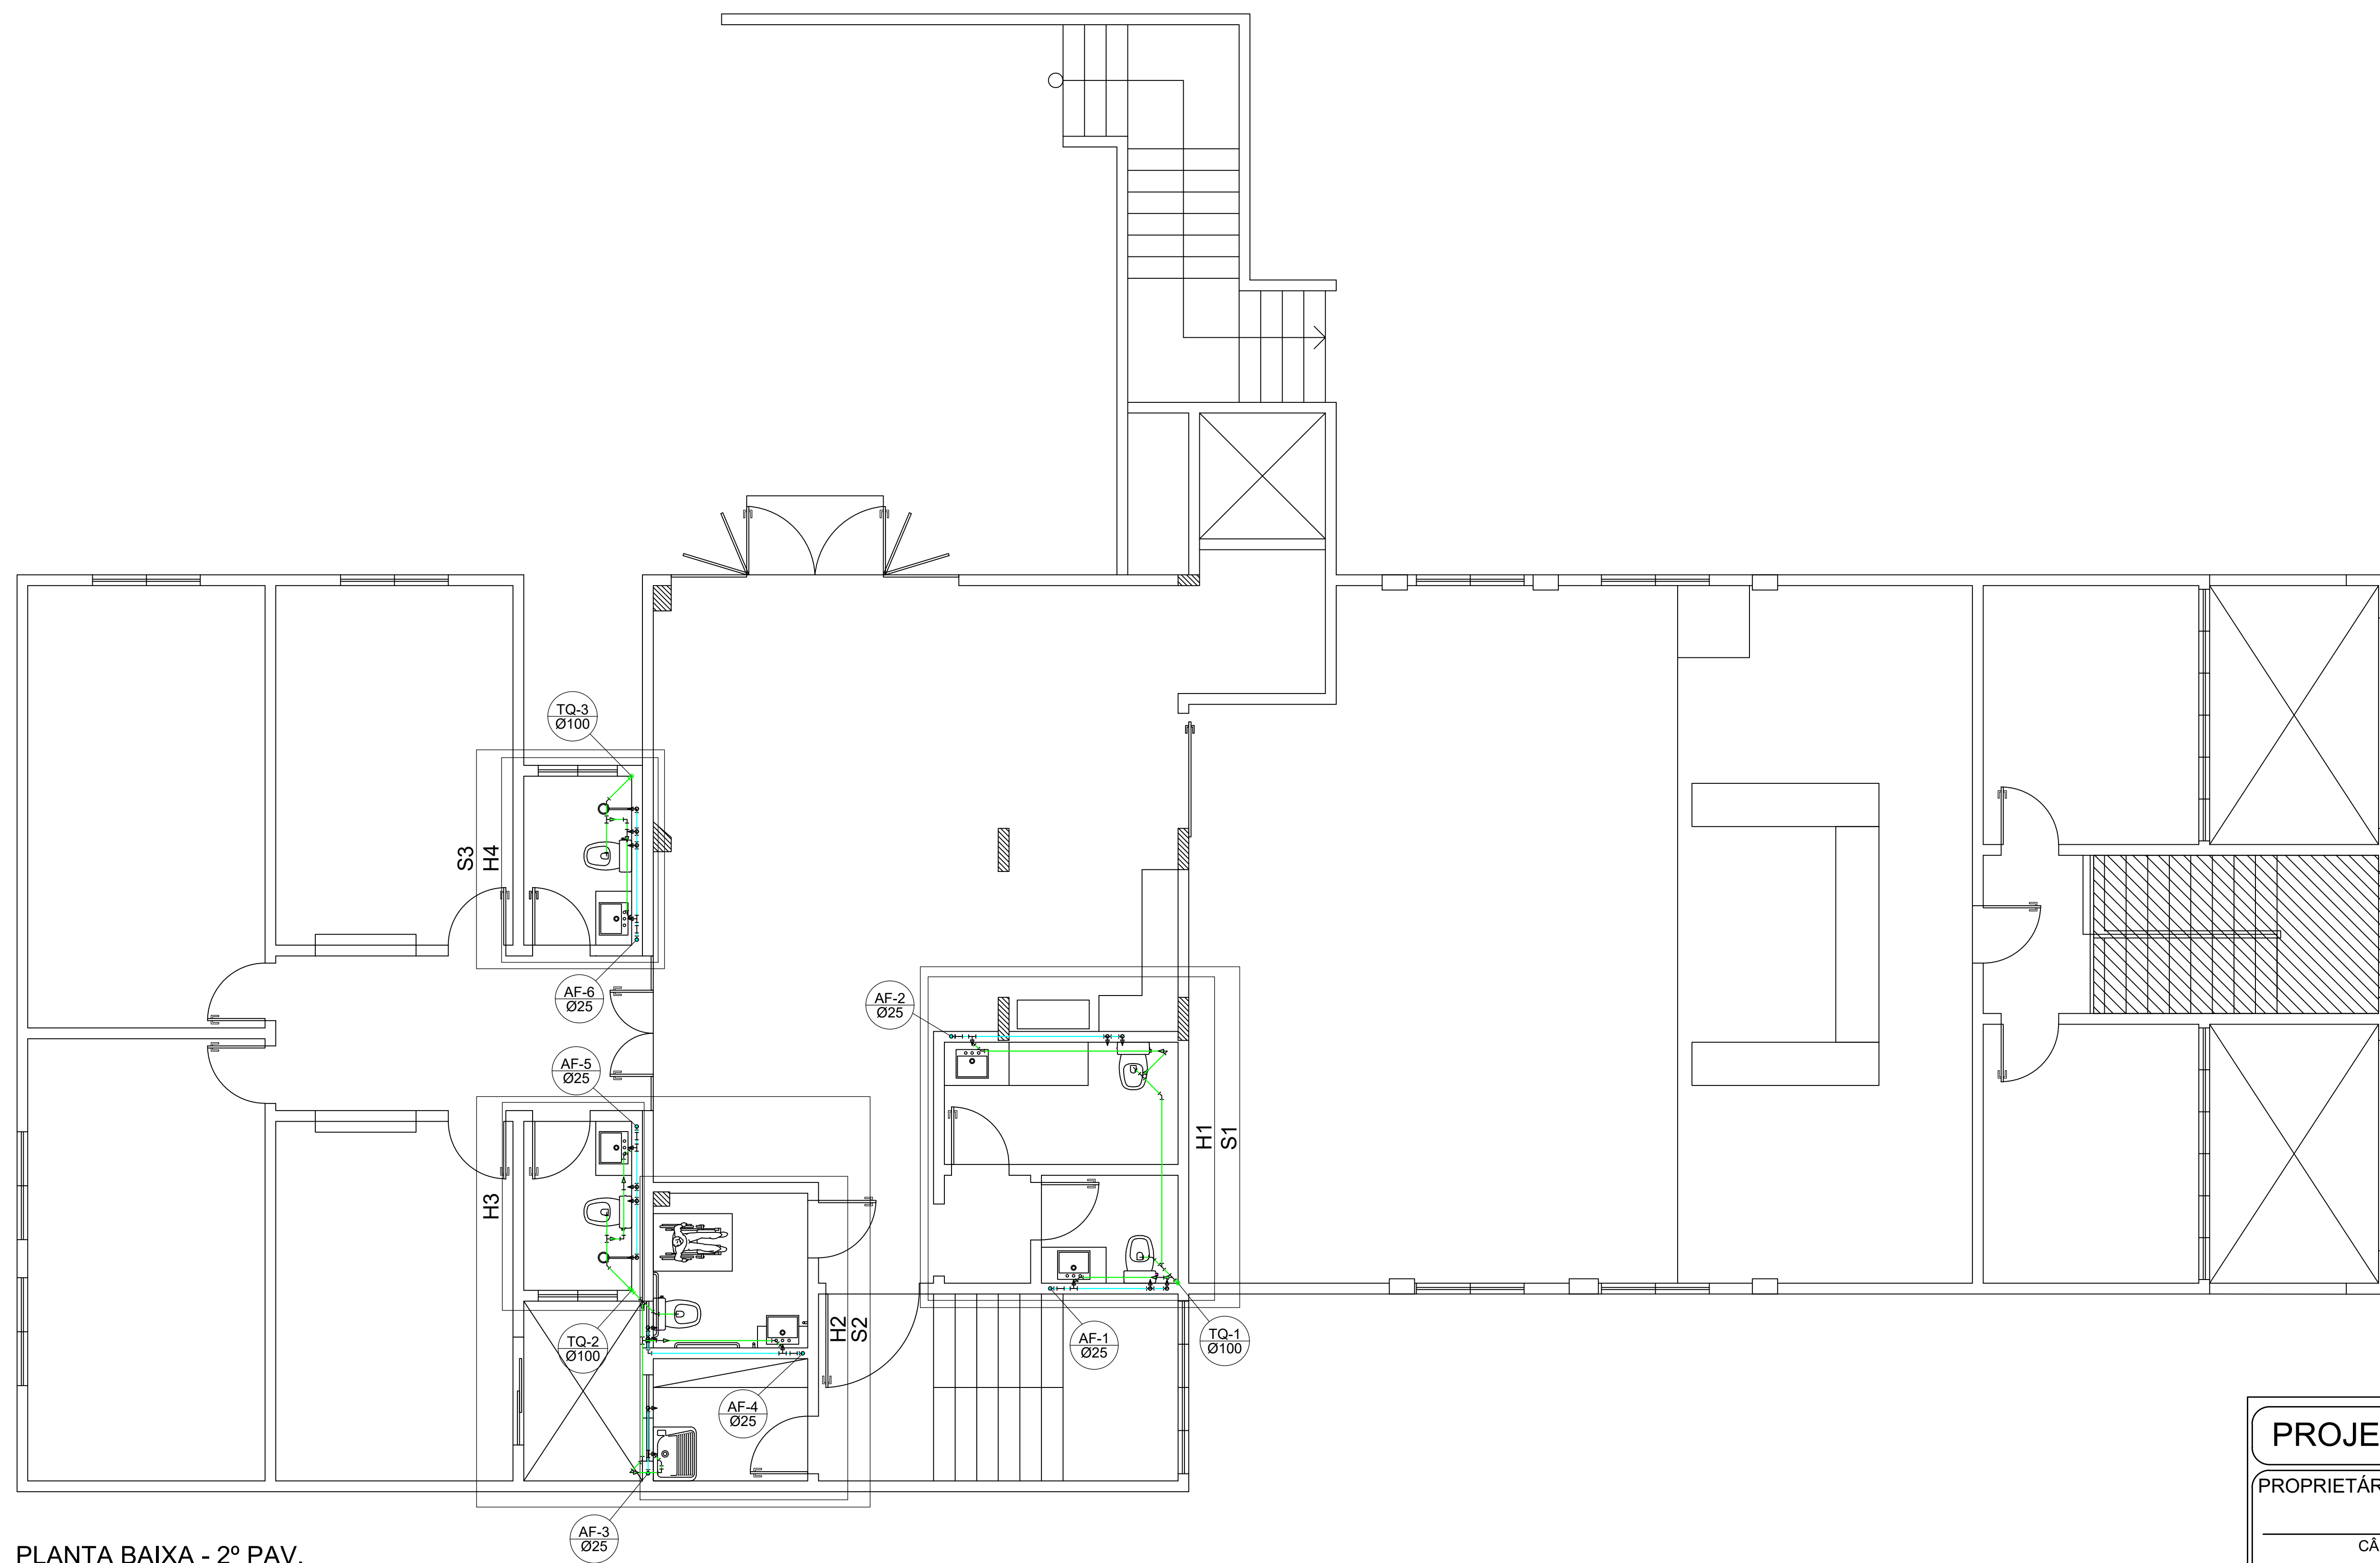 TQ-3
Ø100
S3
H4
AF-6
Ø25
AF-2
Ø25
AF-5
Ø25
H1
S1
H3
H2
S2
TQ-2
Ø100
AF-1
Ø25
TQ-1
Ø100
AF-4
Ø25
AF-3
Ø25
PLANTA BAIXA - 2º PAV.
PROJE
PROPRIETÁR
CÂ